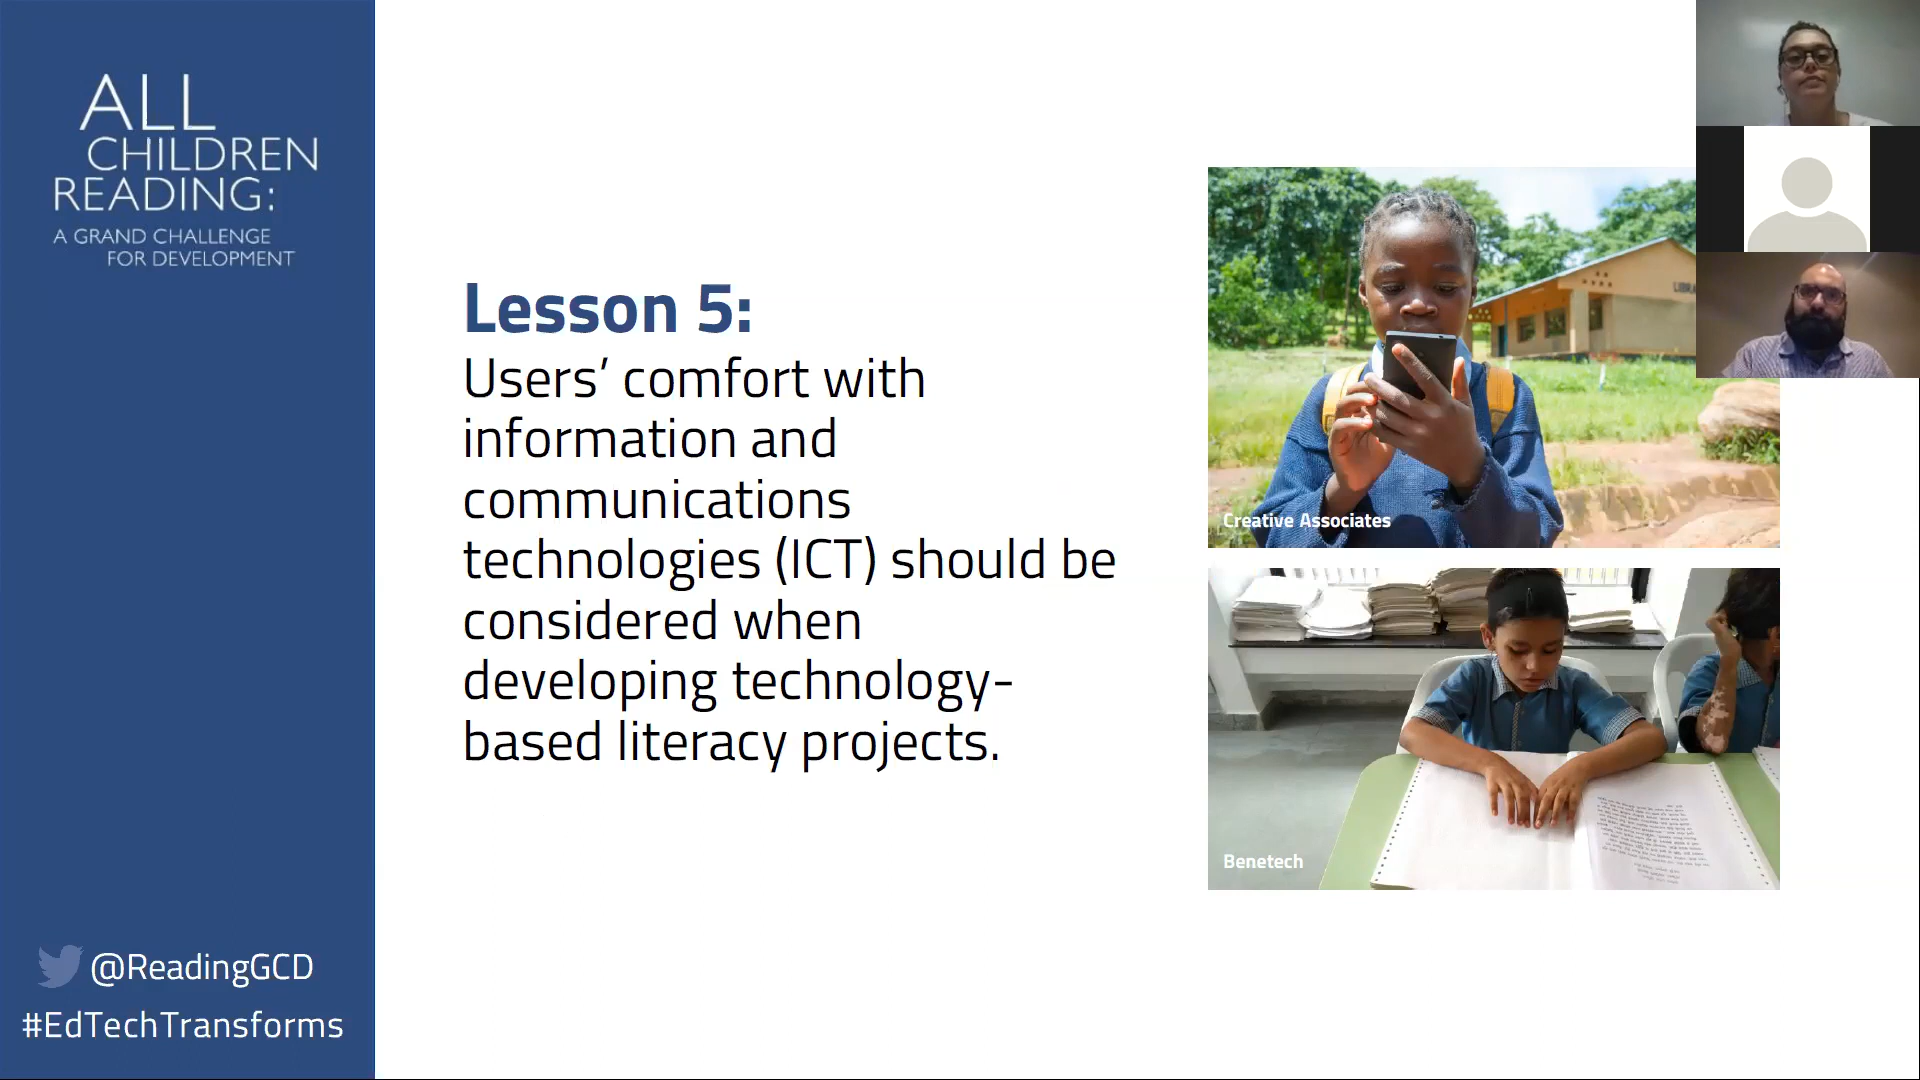 ALL
CHILDREN
READING:
A GRAND CHALLENGE
FOR DEVELOPMENT
Lesson 5:
Users’ comfort with
information and
communications
technologies (ICT) should be
considered when
developing technology-
based literacy projects.
Creative Associates
Benetech
@ReadingGCD
#EdTechTransforms